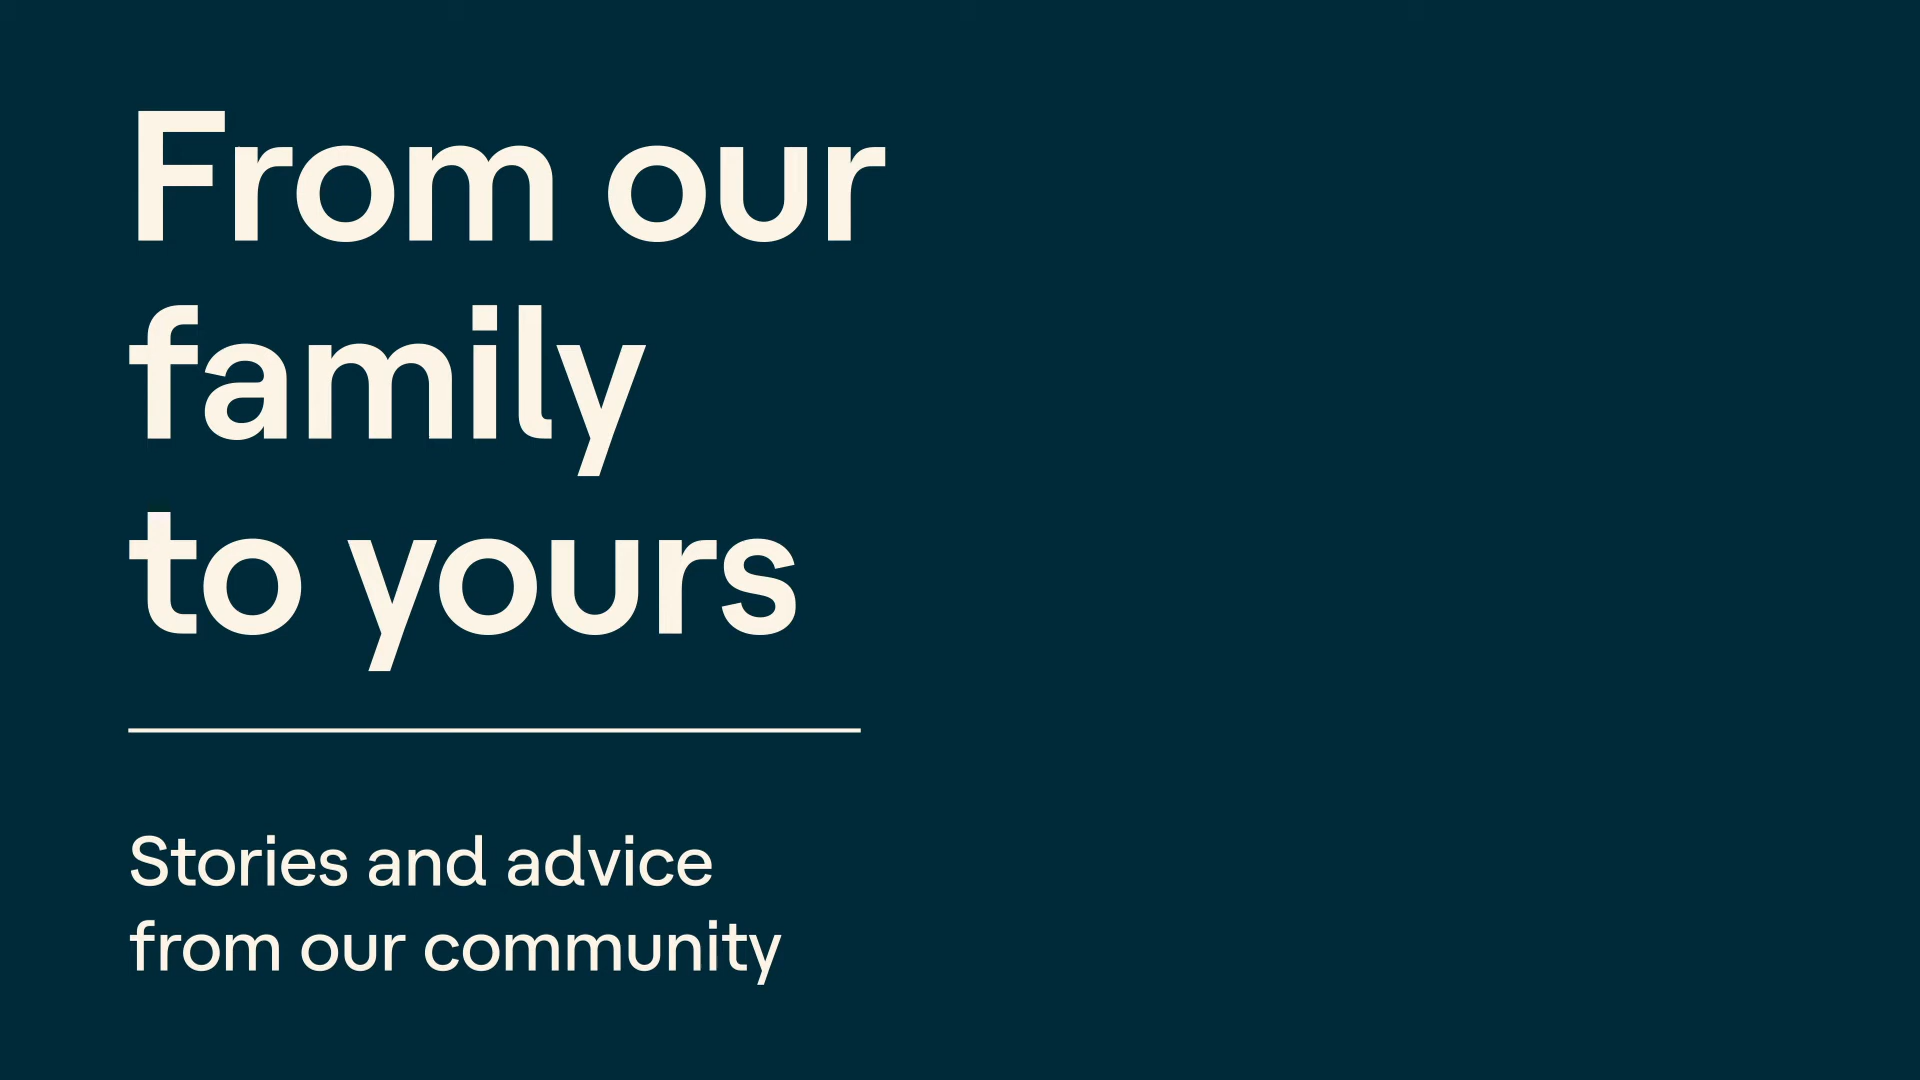 From our
family
to yours
Stories and advice
from our community